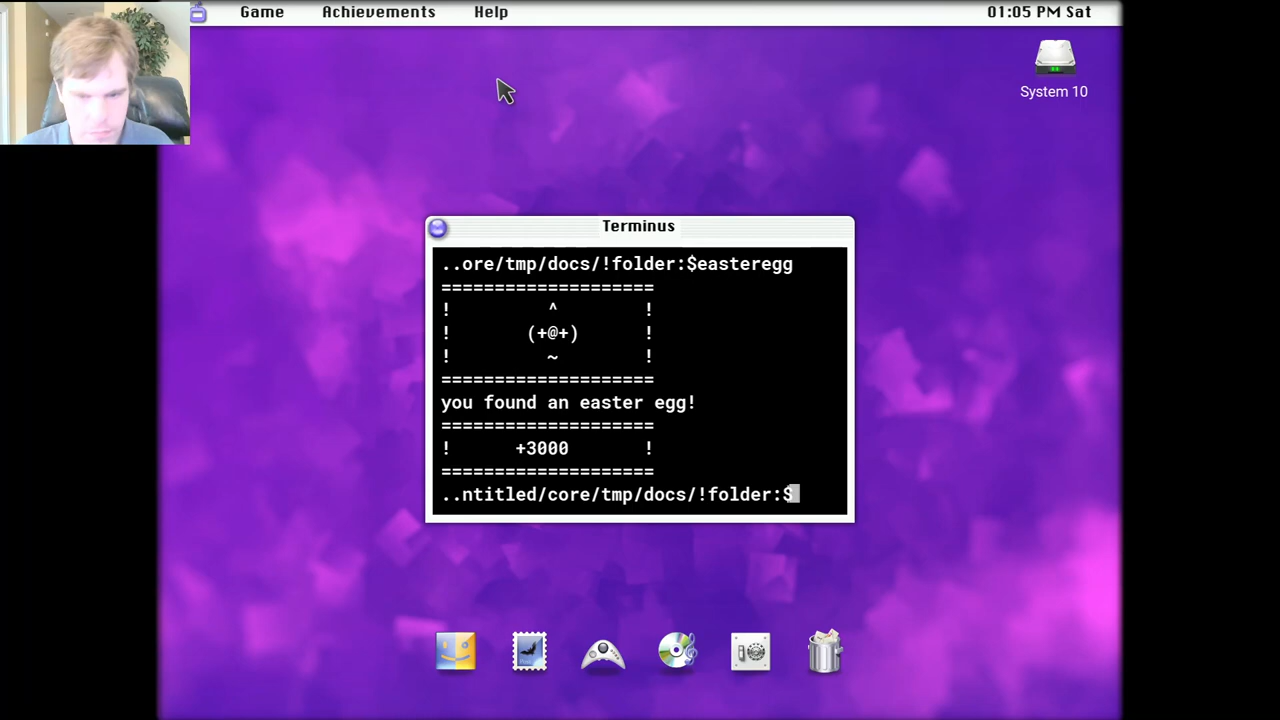 Game Achievements Help 01:05 PM Sat
System 10
Terminus
..ore/tmp/docs/!folder:$easteregg
====================
! ^ !
! (+@+) !
! ~ !
====================
you found an easter egg!
====================
! +3000 !
====================
..ntitled/core/tmp/docs/!folder:$